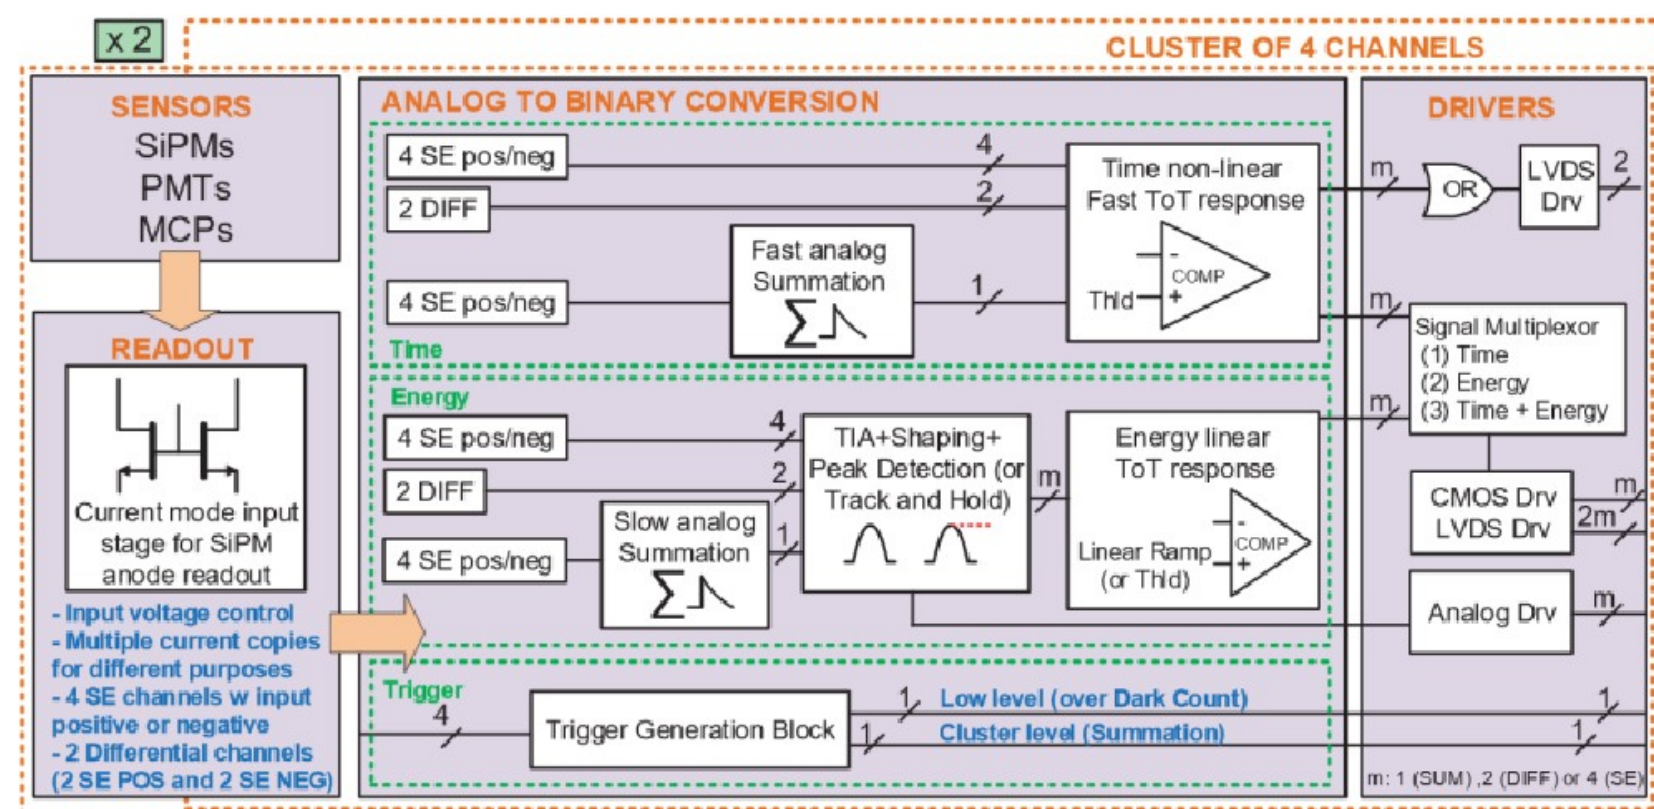 x 2
CLUSTER OF 4 CHANNELS
SENSORS
SiPMs
PMTs
MCPs
READOUT
Current mode input
stage for SiPM
anode readout
- Input voltage control
- Multiple current copies
for different purposes
- 4 SE channels w input
positive or negative
- 2 Differential channels
(2 SE POS and 2 SE NEG)
ANALOG TO BINARY CONVERSION
4 SE pos/neg
4
2 DIFF
2
4 SE pos/neg
Fast analog
Summation
1
Time non-linear
Fast ToT response
-
COMP
Thld
+
Time
Energy
4 SE pos/neg
4
2 DIFF
2
4 SE pos/neg
Slow analog
Summation
1
TIA+Shaping+
Peak Detection (or
Track and Hold)
m
Energy linear
ToT response
-
COMP
Linear Ramp
+
(or Thld)
Trigger
4
Trigger Generation Block
1
Low level (over Dark Count)
1
Cluster level (Summation)
DRIVERS
m
OR
LVDS
Drv
2
m
Signal Multiplexor
(1) Time
(2) Energy
(3) Time + Energy
m
CMOS Drv
LVDS Drv
m
2m
Analog Drv
m
1
1
m: 1 (SUM) ,2 (DIFF) or 4 (SE)